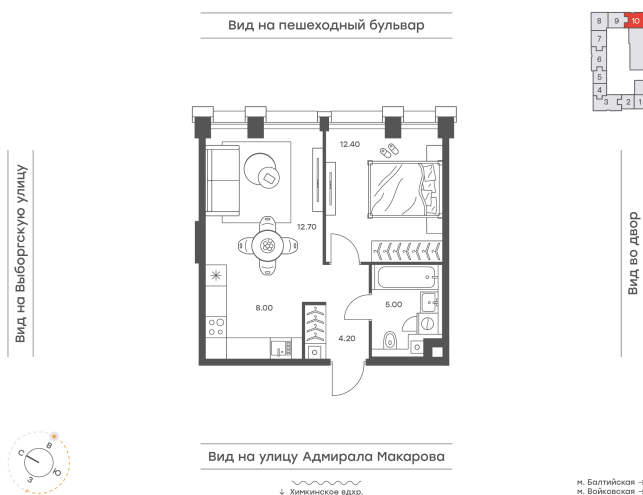 Вид на пешеходный бульвар
8 9 10
7
6
5
4
3 2 1
Вид на Выборгскую улицу
12.40
12.70
8.00
5.00
4.20
Вид во двор
Вид на улицу Адмирала Макарова
↓ Химкинское вдхр.
С В
З Ю
м. Балтийская
м. Войковская